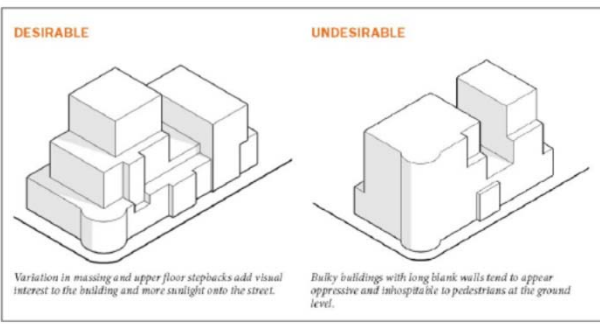 DESIRABLE
Variation in massing and upper floor stepbacks add visual
interest to the building and more sunlight onto the street.
UNDESIRABLE
Bulky buildings with long blank walls tend to appear
oppressive and inhospitable to pedestrians at the ground
level.